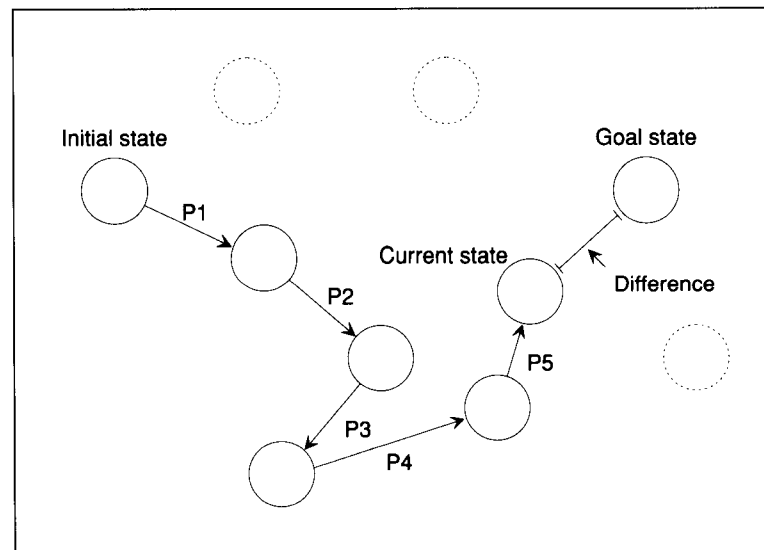 Initial state
Goal state
P1
Current state
P2
Difference
P5
P3
P4